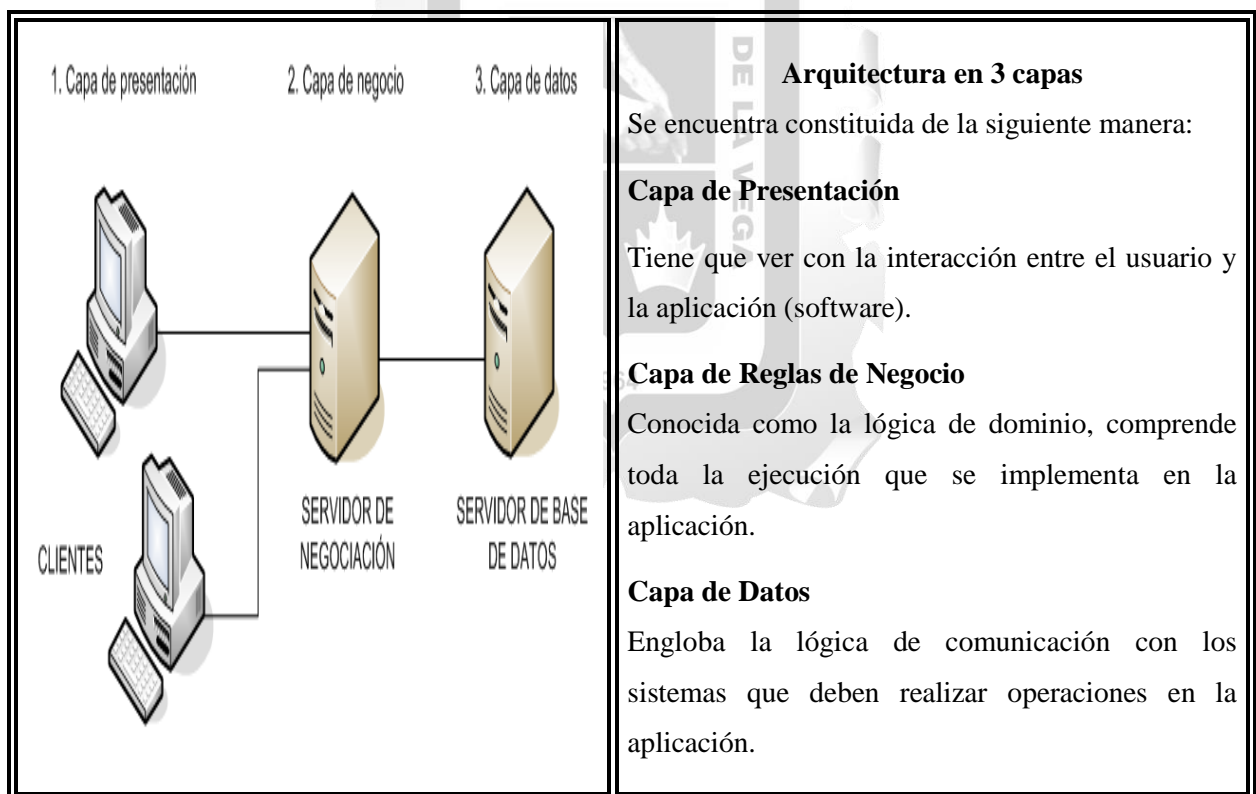 1. Capa de presentación
2. Capa de negocio
3. Capa de datos
CLIENTES
SERVIDOR DE
NEGOCIACIÓN
SERVIDOR DE BASE
DE DATOS
DE LA VEGA
Arquitectura en 3 capas
Se encuentra constituida de la siguiente manera:
Capa de Presentación
Tiene que ver con la interacción entre el usuario y
la aplicación (software).
Capa de Reglas de Negocio
Conocida como la lógica de dominio, comprende
toda la ejecución que se implementa en la
aplicación.
Capa de Datos
Engloba la lógica de comunicación con los
sistemas que deben realizar operaciones en la
aplicación.